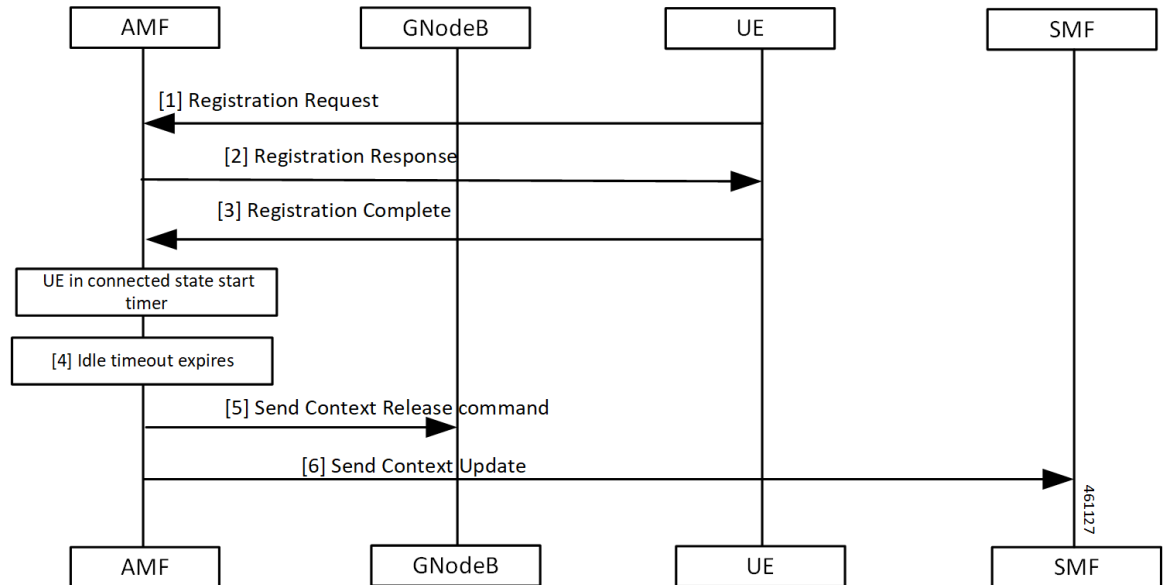 AMF
GNodeB
UE
SMF
[1] Registration Request
[2] Registration Response
[3] Registration Complete
UE in connected state start
timer
[4] Idle timeout expires
[5] Send Context Release command
[6] Send Context Update
461127
AMF
GNodeB
UE
SMF